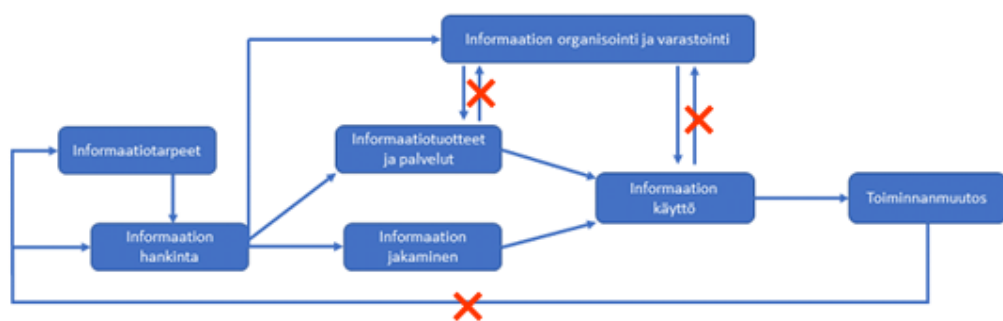 Informaation organisointi ja varastointi
Informaatiotarpeet
Informaatiotuotteet
ja palvelut
Informaation
hankinta
Informaation
jakaminen
Informaation
käyttö
Toiminnanmuutos